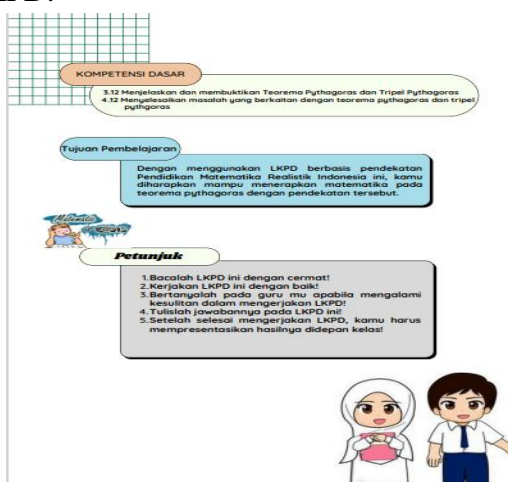 KOMPETENSI DASAR
3.12 Menjelaskan dan membuktikan Teorema Pythagoras dan Tripel Pythagoras
4.12 Menyelesaikan masalah yang berkaitan dengan teorema pythagoras dan tripel
pythgoras
Tujuan Pembelajaran
Dengan menggunakan LKPD berbasis pendekatan
Pendidikan Matematika Realistik Indonesia ini, kamu
diharapkan mampu menerapkan matematika pada
teorema pythagoras dengan pendekatan tersebut.
Matematis
Petunjuk
1.Bacalah LKPD ini dengan cermat!
2.Kerjakan LKPD ini dengan baik!
3.Bertanyalah pada guru mu apabila mengalami
kesulitan dalam mengerjakan LKPD!
4.Tulislah jawabannya pada LKPD ini!
5.Setelah selesai mengerjakan LKPD, kamu harus
mempresentasikan hasilnya didepan kelas!